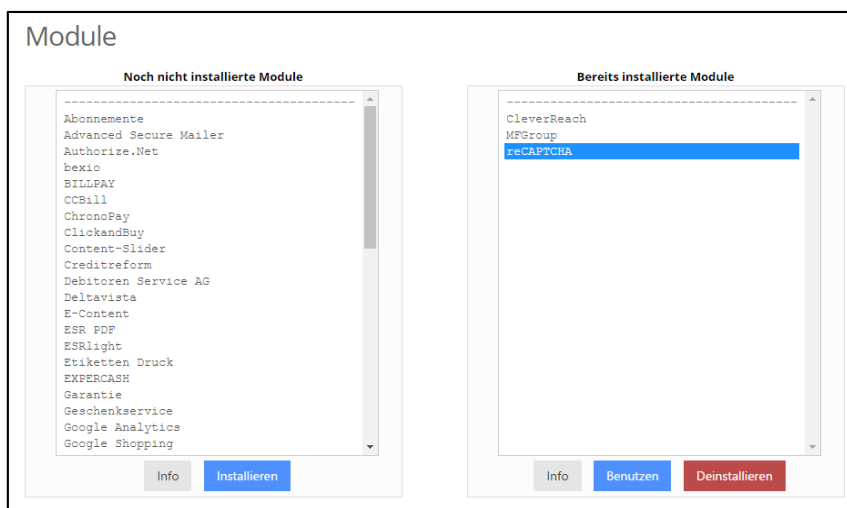 Module
Noch nicht installierte Module
----------------------------------------
Abonnemente
Advanced Secure Mailer
Authorize.Net
bexio
BILLPAY
CCBill
ChronoPay
ClickandBuy
Content-Slider
Creditreform
Debitoren Service AG
Deltavista
E-Content
ESR PDF
ESRlight
Etiketten Druck
EXPERCASH
Garantie
Geschenkservice
Google Analytics
Google Shopping
Info Installieren
Bereits installierte Module
----------------------------------------
CleverReach
MFGroup
reCAPTCHA
Info Benutzen Deinstallieren